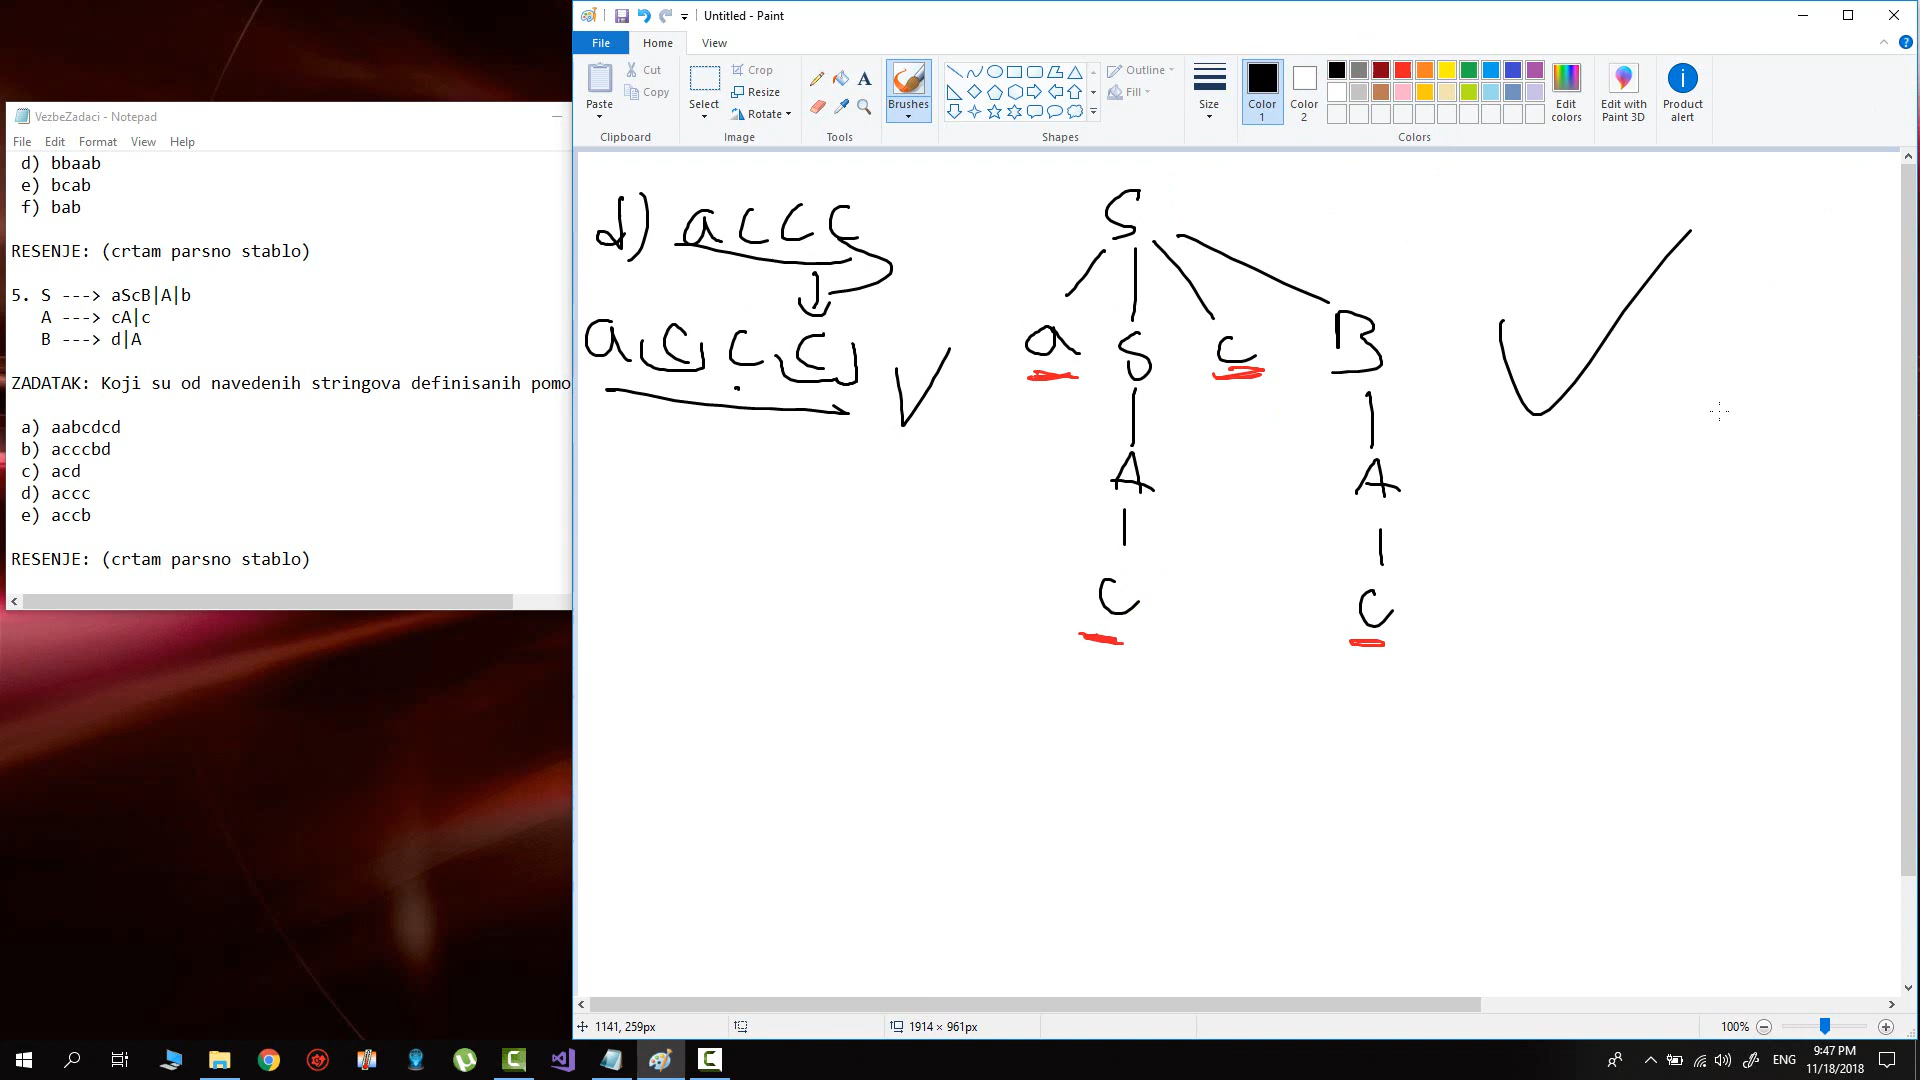 VezbeZadaci - Notepad
File Edit Format View Help
d) bbaab
e) bcab
f) bab
RESENJE: (crtam parsno stablo)
5. S ---> aScB|A|b
A ---> cA|c
B ---> d|A
ZADATAK: Koji su od navedenih stringova definisanih pomo
a) aabcdcd
b) acccbd
c) acd
d) accc
e) accb
RESENJE: (crtam parsno stablo)
Untitled - Paint
File Home View
Paste
Cut
Copy
Clipboard
Select
Crop
Resize
Rotate
Image
A
Tools
Brushes
Outline
Fill
Shapes
Size
Color 1
Color 2
Edit colors
Colors
Edit with Paint 3D
Product alert
d) accc
a c c c
S
a S c B
A A
c c
1141, 259px
1914 × 961px
100%
ENG
9:47 PM
11/18/2018